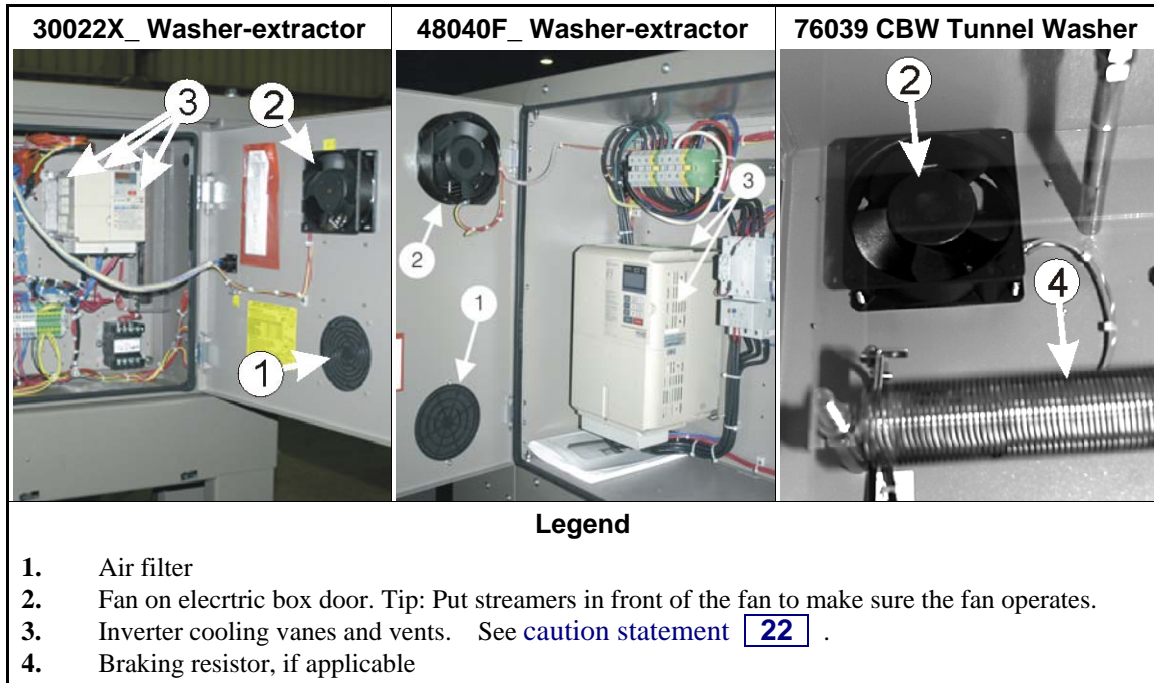 30022X_ Washer-extractor
48040F_ Washer-extractor
76039 CBW Tunnel Washer
3
2
1
2
1
3
2
4
Legend
1. Air filter
2. Fan on elecrtric box door. Tip: Put streamers in front of the fan to make sure the fan operates.
3. Inverter cooling vanes and vents. See caution statement 22 .
4. Braking resistor, if applicable